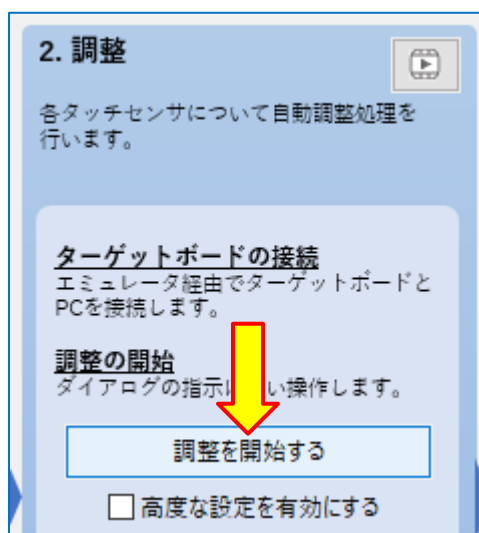 2. 調整
各タッチセンサについて自動調整処理を
行います。
ターゲットボードの接続
エミュレータ経由でターゲットボードと
PCを接続します。
調整の開始
ダイアログの指示に い操作します。
調整を開始する
高度な設定を有効にする